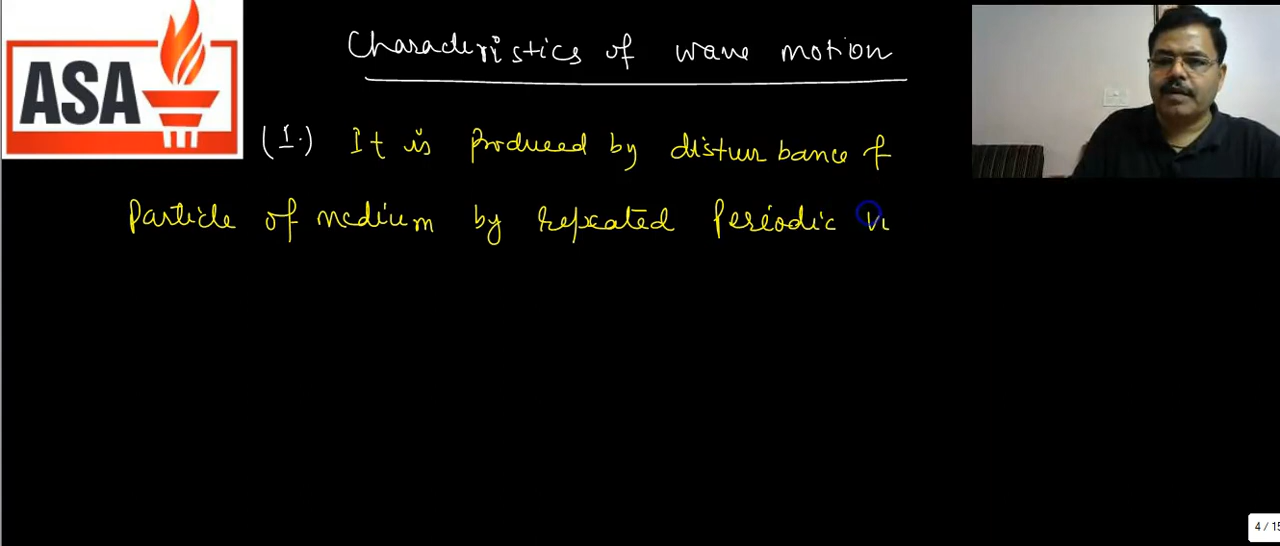 ASA
Characteristics of wave motion
(1.) It is produced by disturbance of
Particle of medium by repeated Periodic
4 / 15